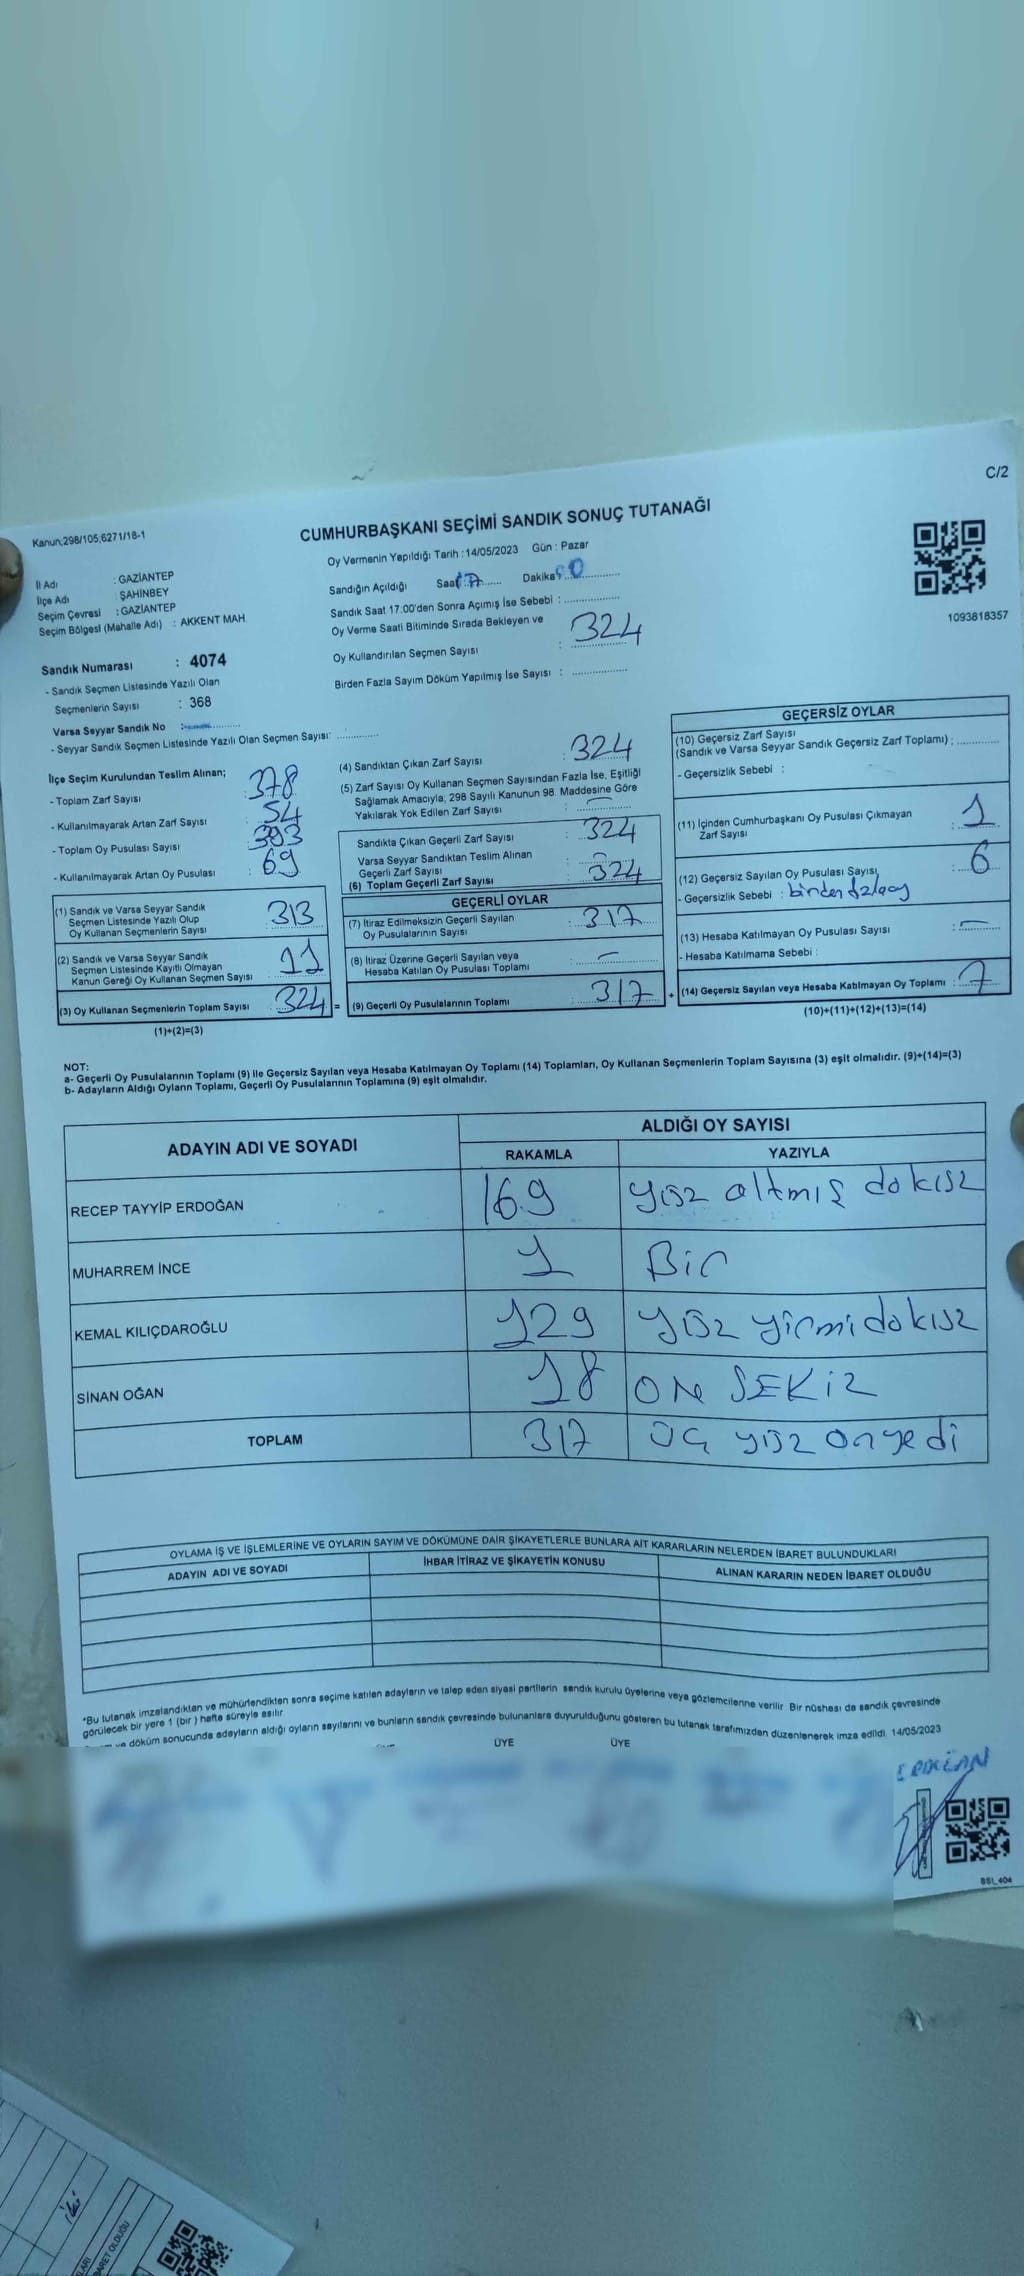 C/2
Kanun,298/105,6271/18-1
CUMHURBAŞKANI SEÇİMİ SANDIK SONUÇ TUTANAĞI
Oy Vermenin Yapıldığı Tarih : 14/05/2023 Gün : Pazar
İl Adı : GAZİANTEP
İlçe Adı : ŞAHİNBEY
Seçim Çevresi : GAZİANTEP
Seçim Bölgesi (Mahalle Adı) : AKKENT MAH
Sandığın Açıldığı Saat 17 Dakika
Sandık Saat 17:00'den Sonra Açımış İse Sebebi :
Oy Verme Saati Bitiminde Sırada Bekleyen ve
Oy Kullandırılan Seçmen Sayısı : 324
Birden Fazla Sayım Döküm Yapılmış İse Sayısı :
1093818357
Sandık Numarası : 4074
- Sandık Seçmen Listesinde Yazılı Olan
Seçmenlerin Sayısı : 368
Varsa Seyyar Sandık No :
- Seyyar Sandık Seçmen Listesinde Yazılı Olan Seçmen Sayısı:
İlçe Seçim Kurulundan Teslim Alınan;
- Toplam Zarf Sayısı : 378
- Kullanılmayarak Artan Zarf Sayısı : 54
- Toplam Oy Pusulası Sayısı : 393
- Kullanılmayarak Artan Oy Pusulası : 69
(1) Sandık ve Varsa Seyyar Sandık
Seçmen Listesinde Yazılı Olup
Oy Kullanan Seçmenlerin Sayısı : 313
(2) Sandık ve Varsa Seyyar Sandık
Seçmen Listesinde Kayıtlı Olmayan
Kanun Gereği Oy Kullanan Seçmen Sayısı : 11
(3) Oy Kullanan Seçmenlerin Toplam Sayısı : 324 =
(1)+(2)=(3)
(4) Sandıktan Çıkan Zarf Sayısı : 324
(5) Zarf Sayısı Oy Kullanan Seçmen Sayısından Fazla İse, Eşitliği
Sağlamak Amacıyla; 298 Sayılı Kanunun 98. Maddesine Göre
Yakılarak Yok Edilen Zarf Sayısı : —
Sandıkta Çıkan Geçerli Zarf Sayısı : 324
Varsa Seyyar Sandıktan Teslim Alınan
Geçerli Zarf Sayısı : —
(6) Toplam Geçerli Zarf Sayısı : 324
GEÇERLİ OYLAR
(7) İtiraz Edilmeksizin Geçerli Sayılan
Oy Pusulalarının Sayısı : 317
(8) İtiraz Üzerine Geçerli Sayılan veya
Hesaba Katılan Oy Pusulası Toplamı : —
(9) Geçerli Oy Pusulalarının Toplamı : 317 +
GEÇERSİZ OYLAR
(10) Geçersiz Zarf Sayısı
(Sandık ve Varsa Seyyar Sandık Geçersiz Zarf Toplamı) :
- Geçersizlik Sebebi :
(11) İçinden Cumhurbaşkanı Oy Pusulası Çıkmayan
Zarf Sayısı : 1
(12) Geçersiz Sayılan Oy Pusulası Sayısı : 6
- Geçersizlik Sebebi : birden
(13) Hesaba Katılmayan Oy Pusulası Sayısı : —
- Hesaba Katılmama Sebebi :
(14) Geçersiz Sayılan veya Hesaba Katılmayan Oy Toplamı : 7
(10)+(11)+(12)+(13)=(14)
NOT:
a- Geçerli Oy Pusulalarının Toplamı (9) ile Geçersiz Sayılan veya Hesaba Katılmayan Oy Toplamı (14) Toplamları, Oy Kullanan Seçmenlerin Toplam Sayısına (3) eşit olmalıdır. (9)+(14)=(3)
b- Adayların Aldığı Oyların Toplamı, Geçerli Oy Pusulalarının Toplamına (9) eşit olmalıdır.
ADAYIN ADI VE SOYADI
ALDIĞI OY SAYISI
RAKAMLA YAZIYLA
RECEP TAYYİP ERDOĞAN 169 yüz altmış dokuz
MUHARREM İNCE 1 Bir
KEMAL KILIÇDAROĞLU 129 yüz yirmi dokuz
SİNAN OĞAN 18 ON SEKİZ
TOPLAM 317 üç yüz on yedi
OYLAMA İŞ VE İŞLEMLERİNE VE OYLARIN SAYIM VE DÖKÜMÜNE DAİR ŞİKAYETLERLE BUNLARA AİT KARARLARIN NELERDEN İBARET BULUNDUKLARI
ADAYIN ADI VE SOYADI İHBAR İTİRAZ VE ŞİKAYETİN KONUSU ALINAN KARARIN NEDEN İBARET OLDUĞU
*Bu tutanak imzalandıktan ve mühürlendikten sonra seçime katılan adayların ve talep eden siyasi partilerin sandık kurulu üyelerine veya gözlemcilerine verilir. Bir nüshası da sandık çevresinde
görülecek bir yere 1 (bir) hafta süreyle asılır
ve döküm sonucunda adayların aldığı oyların sayılarını ve bunların sandık çevresinde bulunanlara duyurulduğunu gösteren bu tutanak tarafımızdan düzenlenerek imza edildi. 14/05/2023
ÜYE ÜYE
BSI_404
iki
BARET OLDUĞU